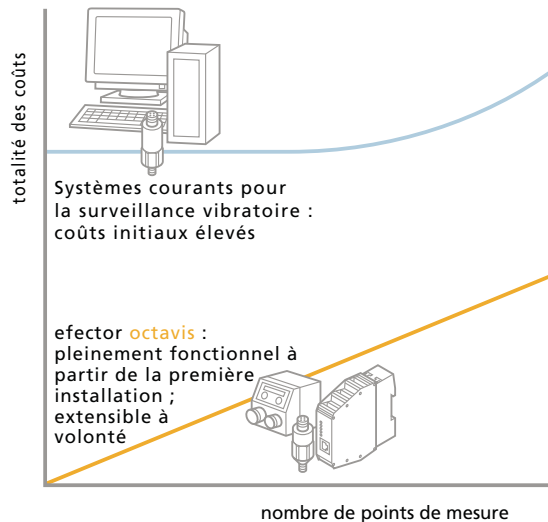 totalité des coûts
Systèmes courants pour
la surveillance vibratoire :
coûts initiaux élevés
efector octavis :
pleinement fonctionnel à
partir de la première
installation ;
extensible à
volonté
nombre de points de mesure